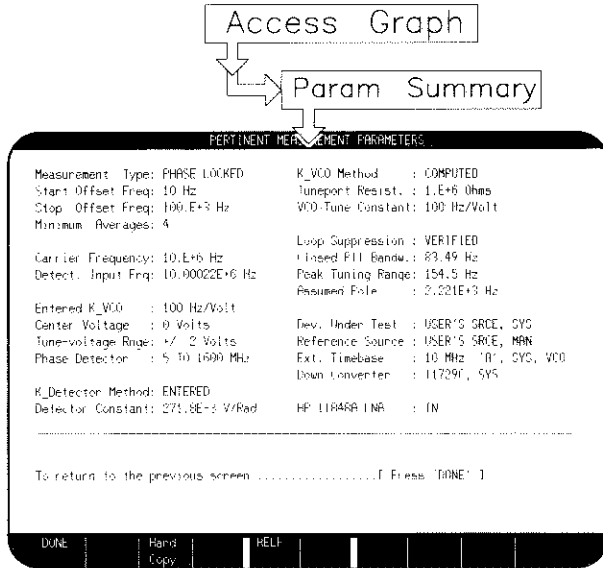 Access Graph
Param Summary
PERTINENT MEASUREMENT PARAMETERS
Measurement Type: PHASE LOCKED
Start Offset Freq: 10 Hz
Stop Offset Freq: 100.E+3 Hz
Minimum Averages: 4
Carrier Frequency: 10.E+6 Hz
Detect. Input Frq: 10.00022E+6 Hz
Entered K_VCO : 100 Hz/Volt
Center Voltage : 0 Volts
Tune-voltage Rnge: +/- 2 Volts
Phase Detector : 5 TO 1600 MHz
K_Detector Method: ENTERED
Detector Constant: 271.8E-3 V/Rad
K_VCO Method : COMPUTED
Tuneport Resist. : 1.E+6 Ohms
VCO-Tune Constant: 100 Hz/Volt
Loop Suppression : VERIFIED
Closed Pll Bandw.: 83.49 Hz
Peak Tuning Range: 154.5 Hz
Assumed Pole : 2.221E+3 Hz
Dev. Under Test : USER'S SRCE, SYS
Reference Source : USER'S SRCE, MAN
Ext. Timebase : 10 MHz 'A', SYS, VCO
Down Converter : 11729C, SYS
HP 11848A LNA : IN
To return to the previous screen ..................[ Press 'DONE' ]
DONE Hard Copy HELP